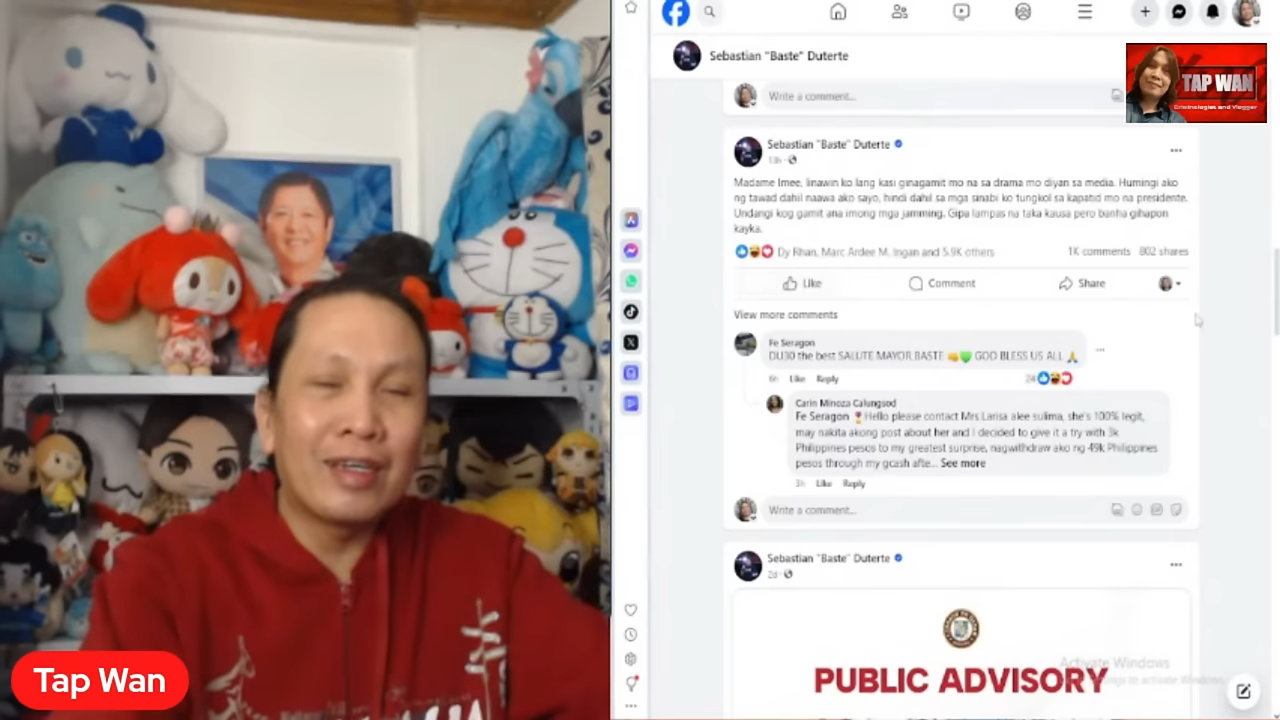 Sebastian "Baste" Duterte
TAP WAN
Criminologist and Vlogger
Write a comment...
Sebastian "Baste" Duterte
13h
Madame Imee, linawin ko lang kasi ginagamit mo na sa drama mo diyan sa media. Humingi ako
ng tawad dahil naawa ako sayo, hindi dahil sa mga sinabi ko tungkol sa kapatid mo na presidente.
Undangi kog gamit ana imong mga jamming. Gipa lampas na taka kausa pero banha gihapon
kayka.
Dy Rhan, Marc Ardee M. Ingan and 5.9K others
1K comments 802 shares
Like Comment Share
View more comments
Fe Seragon
DU30 the best SALUTE MAYOR.BASTE 👊💚 GOD BLESS US ALL 🙏
6h Like Reply 24
Carin Minoza Calungsod
Fe Seragon 🎖️Hello please contact Mrs Larisa alee sulima, she's 100% legit,
may nakita akong post about her and I decided to give it a try with 3k
Philippines pesos to my greatest surprise, nagwithdraw ako ng 49k Philippines
pesos through my gcash afte... See more
3h Like Reply
Write a comment...
Sebastian "Baste" Duterte
2d
PUBLIC ADVISORY
Activate Windows
Tap Wan